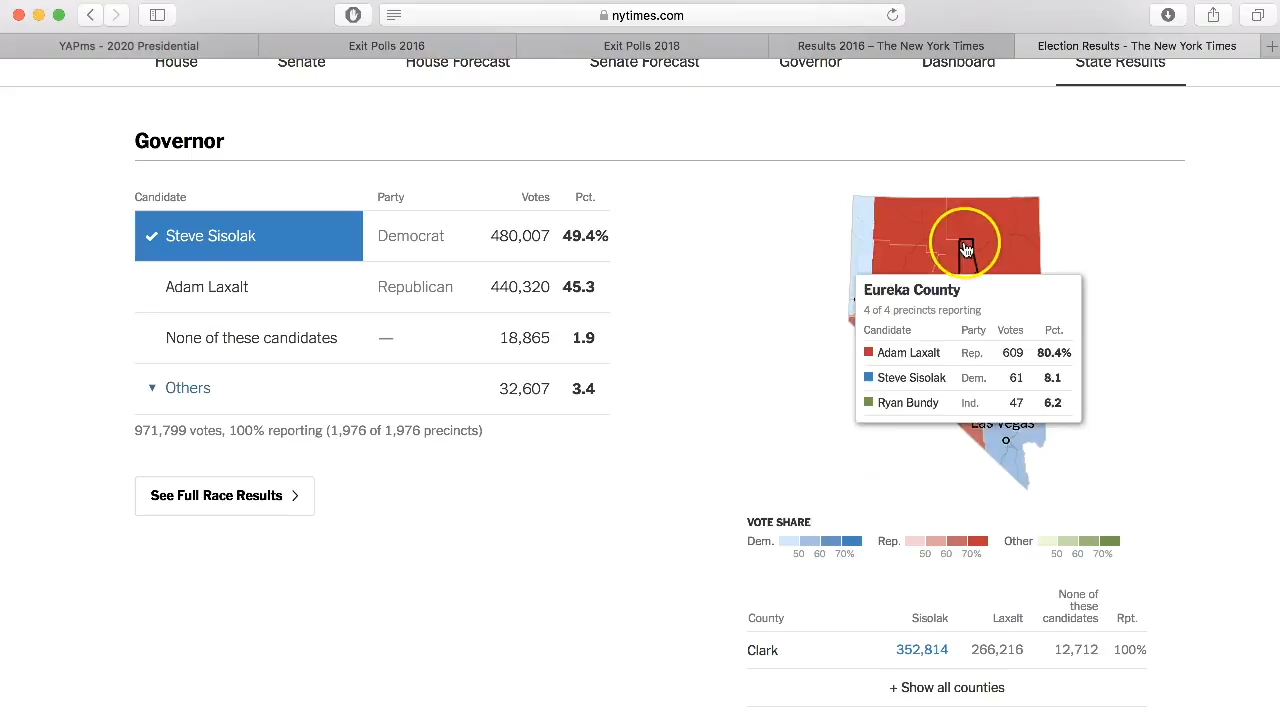 nytimes.com
YAPms - 2020 Presidential
Exit Polls 2016
Exit Polls 2018
Results 2016 – The New York Times
Election Results - The New York Times
House
Senate
House Forecast
Senate Forecast
Governor
Dashboard
State Results
Governor
Candidate Party Votes Pct.
Steve Sisolak Democrat 480,007 49.4%
Adam Laxalt Republican 440,320 45.3
None of these candidates — 18,865 1.9
Others 32,607 3.4
971,799 votes, 100% reporting (1,976 of 1,976 precincts)
See Full Race Results
Eureka County
4 of 4 precincts reporting
Candidate Party Votes Pct.
Adam Laxalt Rep. 609 80.4%
Steve Sisolak Dem. 61 8.1
Ryan Bundy Ind. 47 6.2
Las Vegas
VOTE SHARE
Dem. Rep. Other
50 60 70% 50 60 70% 50 60 70%
County Sisolak Laxalt None of these candidates Rpt.
Clark 352,814 266,216 12,712 100%
+ Show all counties